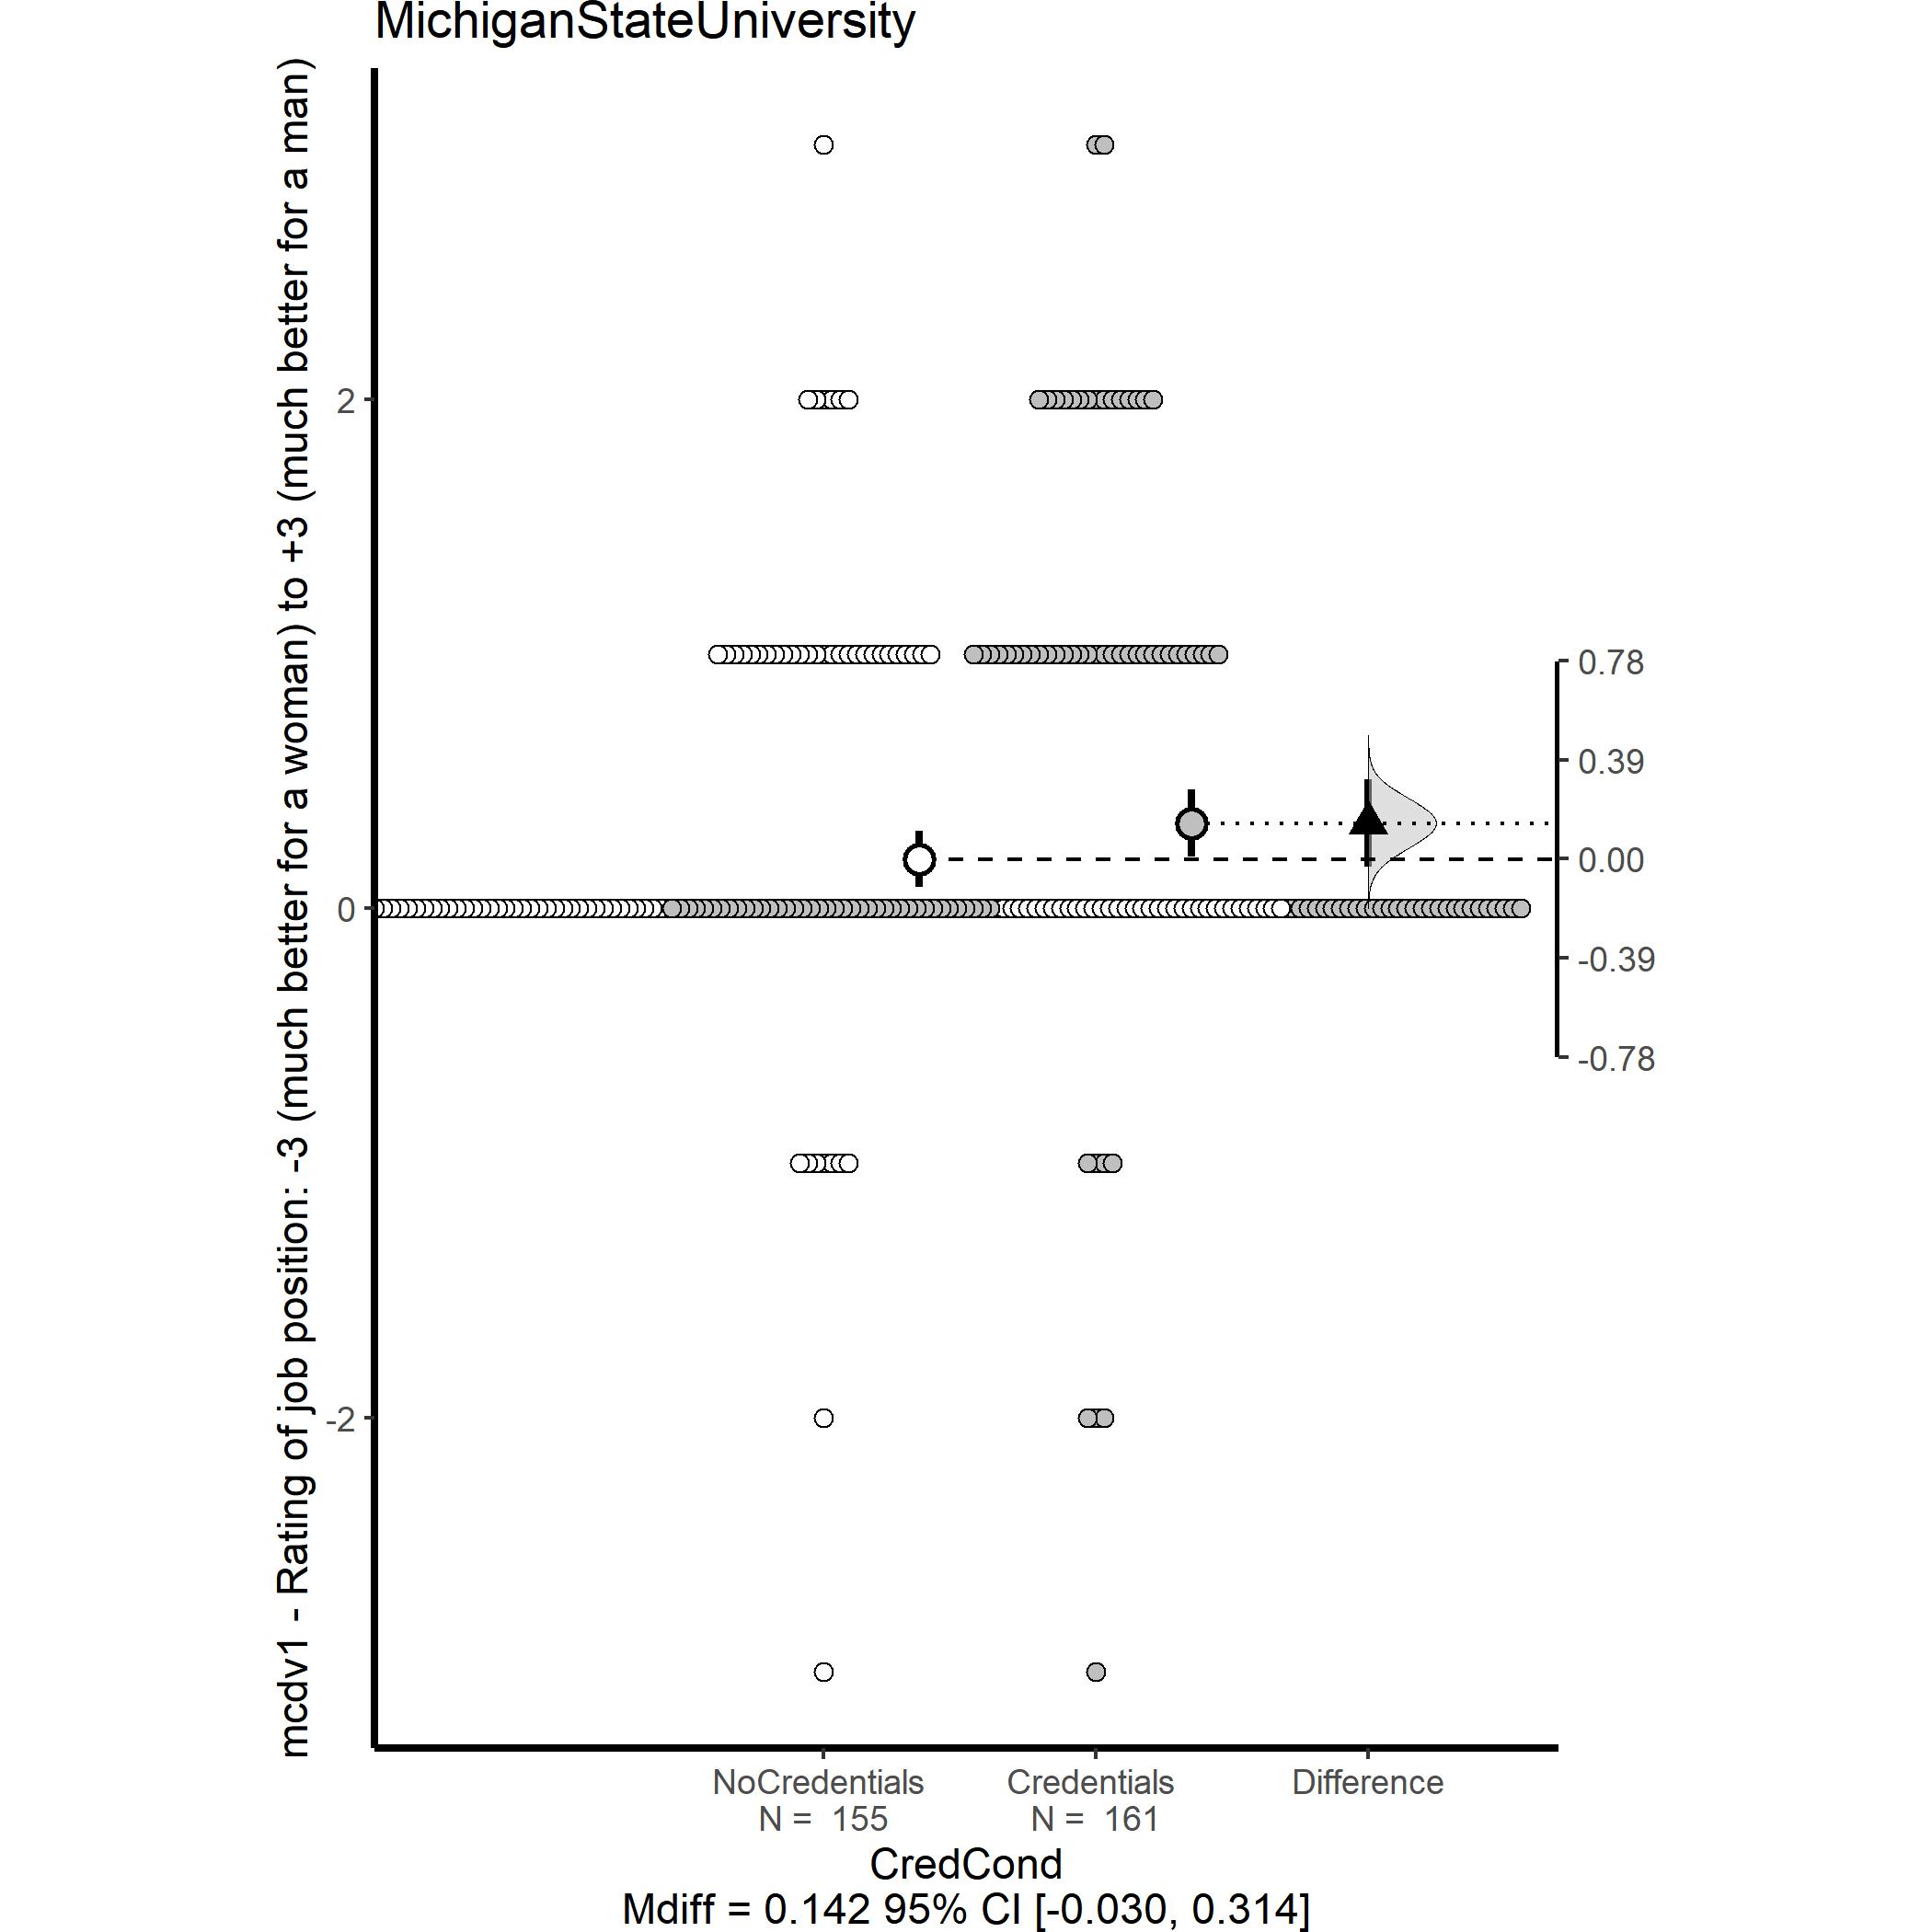 MichiganStateUniversity
mcdv1 - Rating of job position: -3 (much better for a woman) to +3 (much better for a man)
2
0
-2
0.78
0.39
0.00
-0.39
-0.78
NoCredentials
N =  155
Credentials
N =  161
Difference
CredCond
Mdiff = 0.142 95% CI [-0.030, 0.314]